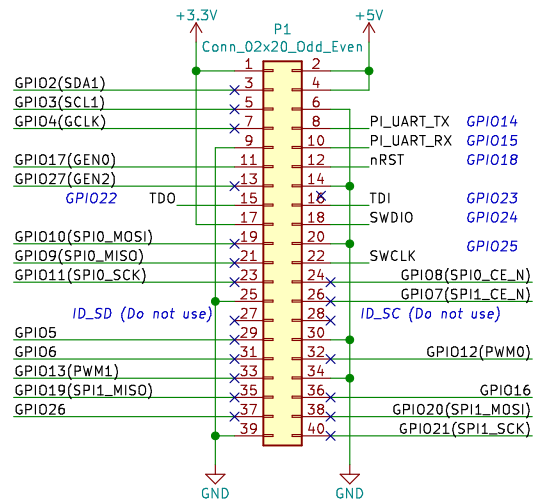 +3.3V +5V
P1
Conn_02x20_Odd_Even
1 2
GPIO2(SDA1) 3 4
GPIO3(SCL1) 5 6
GPIO4(GCLK) 7 8 PI_UART_TX GPIO14
9 10 PI_UART_RX GPIO15
GPIO17(GEN0) 11 12 nRST GPIO18
GPIO27(GEN2) 13 14
GPIO22 TDO 15 16 TDI GPIO23
17 18 SWDIO GPIO24
GPIO10(SPI0_MOSI) 19 20
GPIO9(SPI0_MISO) 21 22 SWCLK GPIO25
GPIO11(SPI0_SCK) 23 24 GPIO8(SPI0_CE_N)
25 26 GPIO7(SPI1_CE_N)
ID_SD (Do not use) 27 28 ID_SC (Do not use)
GPIO5 29 30
GPIO6 31 32 GPIO12(PWM0)
GPIO13(PWM1) 33 34
GPIO19(SPI1_MISO) 35 36 GPIO16
GPIO26 37 38 GPIO20(SPI1_MOSI)
39 40 GPIO21(SPI1_SCK)
GND GND